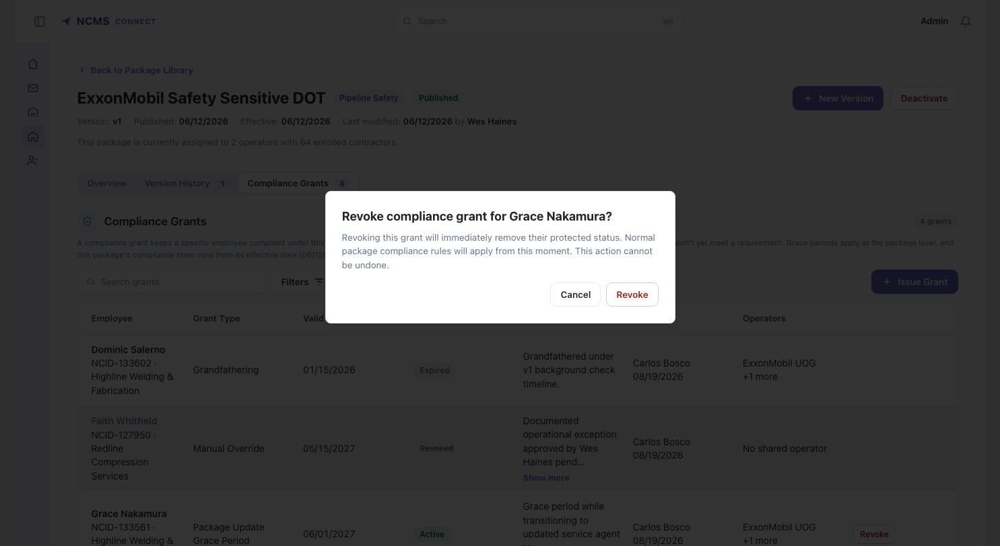 NCMS CONNECT
Search
⌘K
Admin
Back to Package Library
ExxonMobil Safety Sensitive DOT
Pipeline Safety
Published
+ New Version
Deactivate
Version: v1 Published: 06/12/2026 Effective: 06/12/2026 Last modified: 06/12/2026 by Wes Haines
This package is currently assigned to 2 operators with 64 enrolled contractors.
Overview
Version History 1
Compliance Grants 4
Compliance Grants
4 grants
A compliance grant keeps a specific employee compliant under this
don't yet meet a requirement. Grace periods apply at the package level, and
this package's compliance timer runs from its effective date (06/12/
Search grants
Filters
+ Issue Grant
Revoke compliance grant for Grace Nakamura?
Revoking this grant will immediately remove their protected status. Normal
package compliance rules will apply from this moment. This action cannot
be undone.
Cancel
Revoke
Employee
Grant Type
Valid
Operators
Dominic Salerno
NCID-133602 ·
Highline Welding &
Fabrication
Grandfathering
01/15/2026
Expired
Grandfathered under
v1 background check
timeline.
Carlos Bosco
08/19/2026
ExxonMobil UOG
+1 more
Faith Whitfield
NCID-127950 ·
Redline
Compression
Services
Manual Override
05/15/2027
Revoked
Documented
operational exception
approved by Wes
Haines pend...
Show more
Carlos Bosco
08/19/2026
No shared operator
Grace Nakamura
NCID-133561 ·
Highline Welding &
Package Update
Grace Period
06/01/2027
Active
Grace period while
transitioning to
updated service agent
Carlos Bosco
08/19/2026
ExxonMobil UOG
+1 more
Revoke